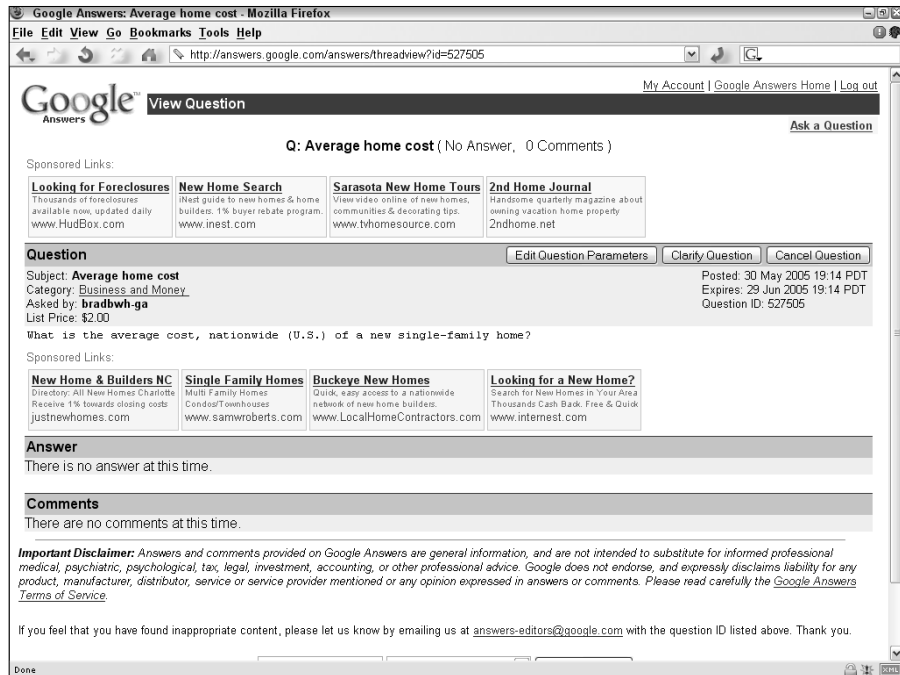 Google Answers: Average home cost - Mozilla Firefox
File Edit View Go Bookmarks Tools Help
http://answers.google.com/answers/threadview?id=527505
G
My Account | Google Answers Home | Log out
Google™
Answers
View Question
Ask a Question
Q: Average home cost ( No Answer, 0 Comments )
Sponsored Links:
Looking for Foreclosures
Thousands of foreclosures
available now, updated daily
www.HudBox.com
New Home Search
iNest guide to new homes & home
builders. 1% buyer rebate program.
www.inest.com
Sarasota New Home Tours
View video online of new homes,
communities & decorating tips.
www.tvhomesource.com
2nd Home Journal
Handsome quarterly magazine about
owning vacation home property
2ndhome.net
Question
Edit Question Parameters Clarify Question Cancel Question
Subject: Average home cost
Category: Business and Money
Asked by: bradbwh-ga
List Price: $2.00
Posted: 30 May 2005 19:14 PDT
Expires: 29 Jun 2005 19:14 PDT
Question ID: 527505
What is the average cost, nationwide (U.S.) of a new single-family home?
Sponsored Links:
New Home & Builders NC
Directory: All New Homes Charlotte
Receive 1% towards closing costs
justnewhomes.com
Single Family Homes
Multi Family Homes
Condos/Townhouses
www.samwroberts.com
Buckeye New Homes
Quick, easy access to a nationwide
network of new home builders.
www.LocalHomeContractors.com
Looking for a New Home?
Search for New Homes in Your Area
Thousands Cash Back. Free & Quick
www.internest.com
Answer
There is no answer at this time.
Comments
There are no comments at this time.
Important Disclaimer: Answers and comments provided on Google Answers are general information, and are not intended to substitute for informed professional
medical, psychiatric, psychological, tax, legal, investment, accounting, or other professional advice. Google does not endorse, and expressly disclaims liability for any
product, manufacturer, distributor, service or service provider mentioned or any opinion expressed in answers or comments. Please read carefully the Google Answers
Terms of Service.
If you feel that you have found inappropriate content, please let us know by emailing us at answers-editors@google.com with the question ID listed above. Thank you.
Done
XML